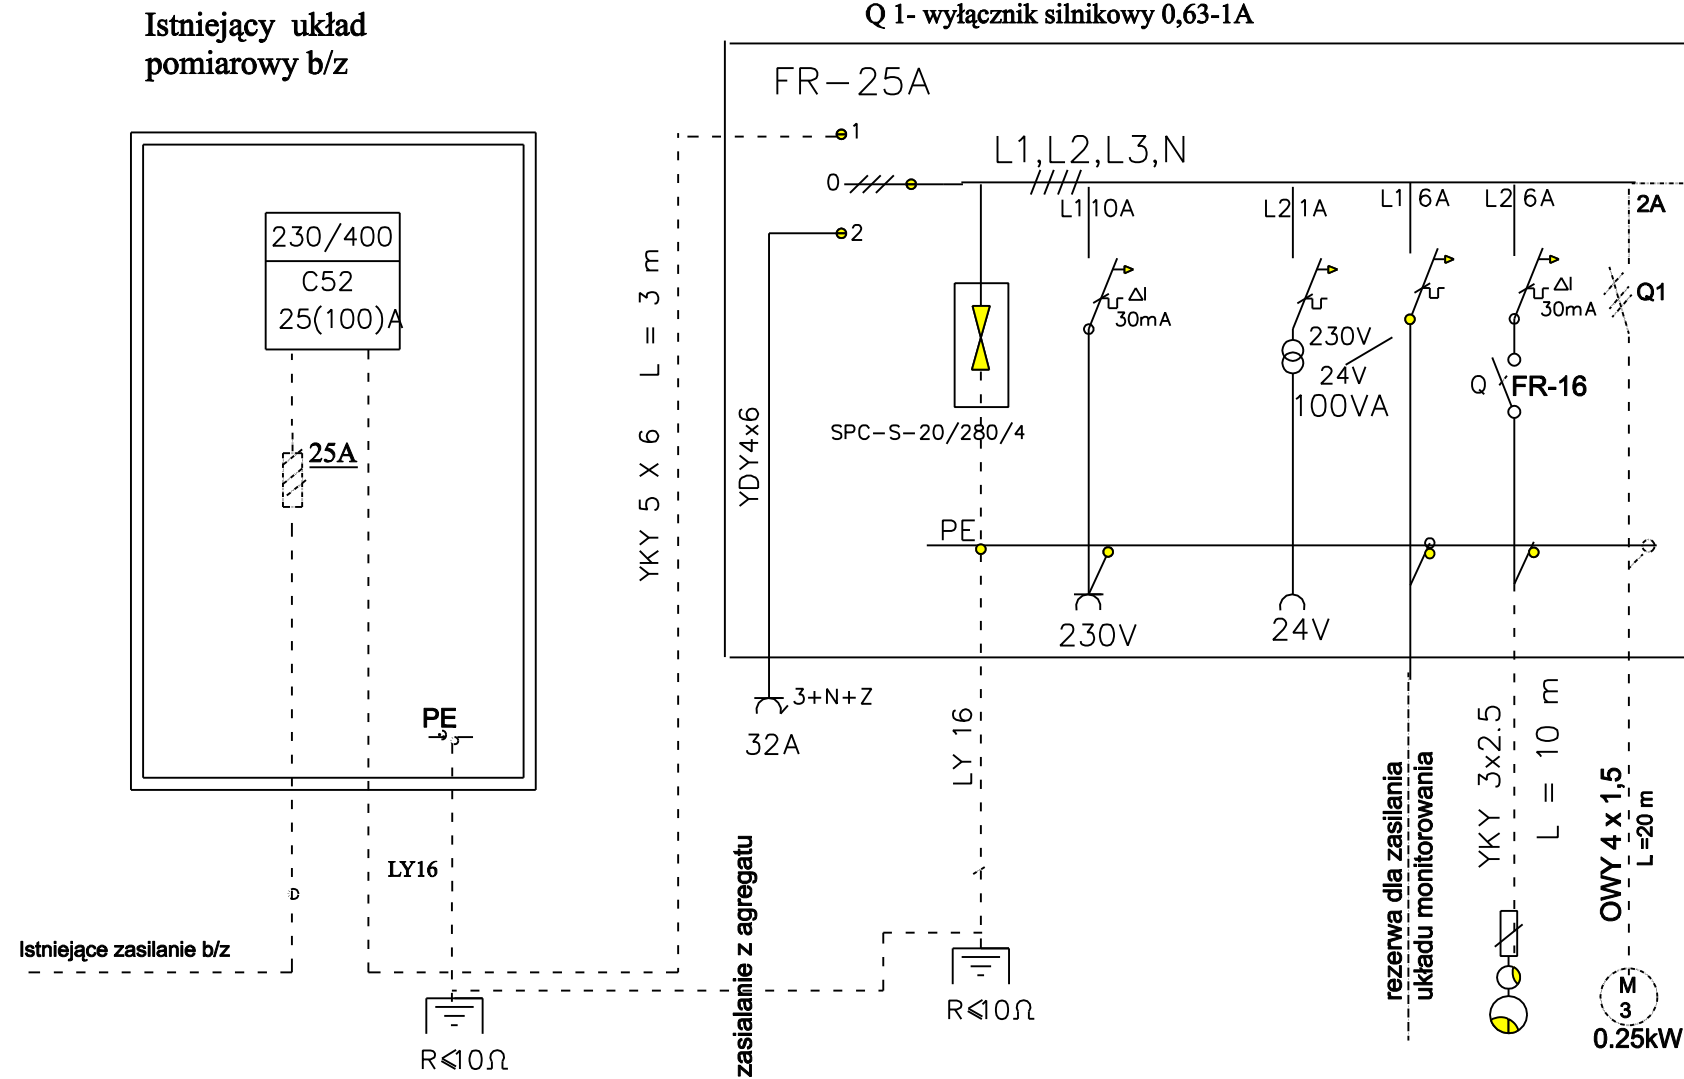 Istniejący układ
pomiarowy b/z
Q 1- wyłącznik silnikowy 0,63-1A
FR-25A
1
0
2
L1,L2,L3,N
L1 10A
L2 1A
L1 6A
L2 6A
2A
230/400
C52
25(100)A
25A
ΔI
30mA
230V
24V
100VA
ΔI
30mA
Q1
Q
FR-16
SPC-S-20/280/4
YKY 5 X 6 L = 3 m
YDY4x6
PE
230V
24V
3+N+Z
32A
PE
LY 16
LY16
Istniejące zasilanie b/z
R⩽10Ω
R⩽10Ω
zasialanie z agregatu
rezerwa dla zasilania
układu monitorowania
YKY 3x2.5
L = 10 m
OWY 4 x 1,5
L =20 m
M
3
0.25kW